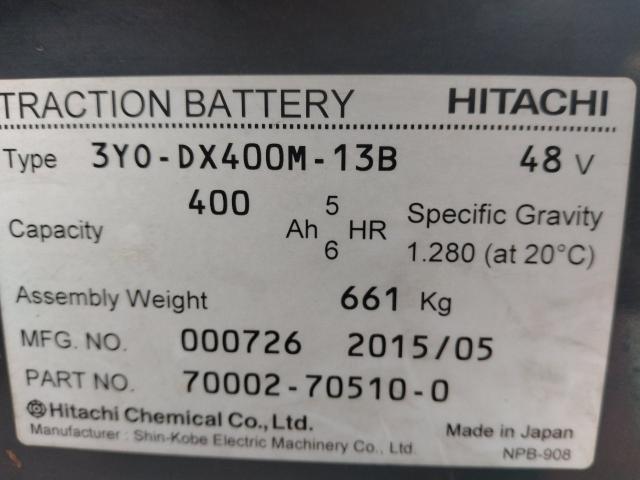 TRACTION BATTERY HITACHI
Type 3Y0-DX400M-13B 48 V
Capacity 400 Ah 5 HR Specific Gravity
6 1.280 (at 20°C)
Assembly Weight 661 Kg
MFG. NO. 000726 2015/05
PART NO. 70002-70510-0
Hitachi Chemical Co., Ltd.
Manufacturer : Shin-Kobe Electric Machinery Co., Ltd. Made in Japan
NPB-908